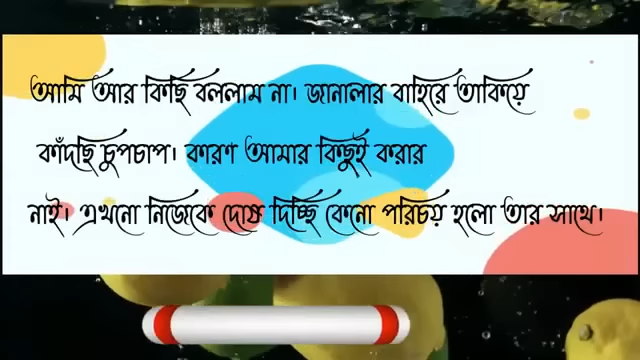 আমি আর কিছি বললাম না। জানালার বাহিরে তাকিয়ে
কাঁদছি চুপচাপ। কারণ আমার কিছুই করার
নাই। এখনো নিজেকে দোষ দিচ্ছি কেনো পরিচয় হলো তার সাথে।